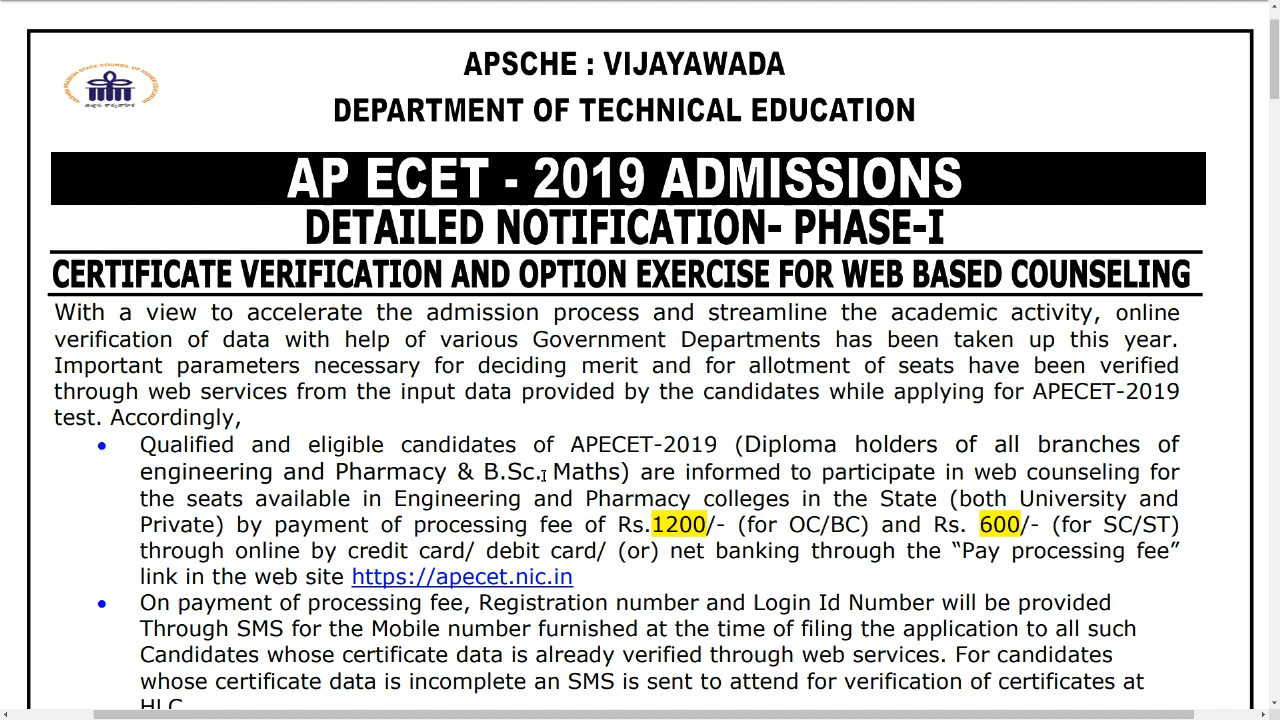 APSCHE : VIJAYAWADA
DEPARTMENT OF TECHNICAL EDUCATION
AP ECET - 2019 ADMISSIONS
DETAILED NOTIFICATION- PHASE-I
CERTIFICATE VERIFICATION AND OPTION EXERCISE FOR WEB BASED COUNSELING
With a view to accelerate the admission process and streamline the academic activity, online
verification of data with help of various Government Departments has been taken up this year.
Important parameters necessary for deciding merit and for allotment of seats have been verified
through web services from the input data provided by the candidates while applying for APECET-2019
test. Accordingly,
• Qualified and eligible candidates of APECET-2019 (Diploma holders of all branches of
engineering and Pharmacy & B.Sc. Maths) are informed to participate in web counseling for
the seats available in Engineering and Pharmacy colleges in the State (both University and
Private) by payment of processing fee of Rs.1200/- (for OC/BC) and Rs. 600/- (for SC/ST)
through online by credit card/ debit card/ (or) net banking through the “Pay processing fee”
link in the web site https://apecet.nic.in
• On payment of processing fee, Registration number and Login Id Number will be provided
Through SMS for the Mobile number furnished at the time of filing the application to all such
Candidates whose certificate data is already verified through web services. For candidates
whose certificate data is incomplete an SMS is sent to attend for verification of certificates at
HLC